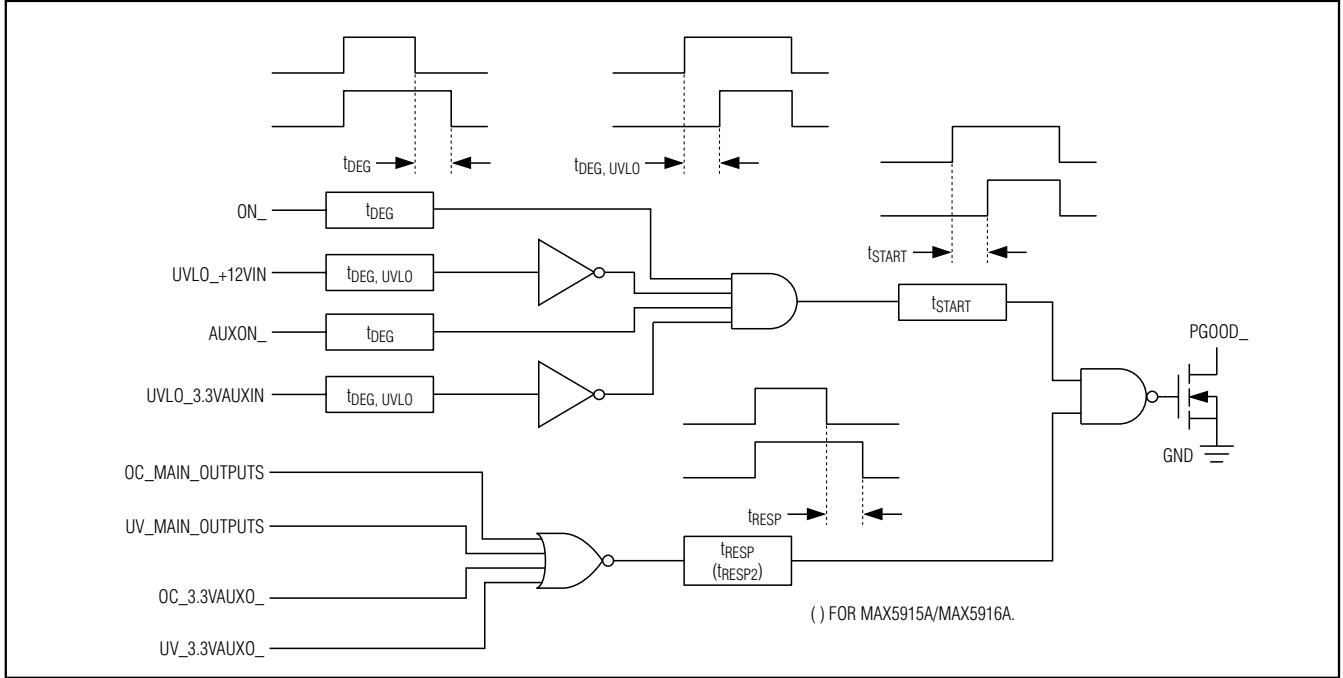 tDEG
tDEG, UVLO
tSTART
ON_
tDEG
UVLO_+12VIN
tDEG, UVLO
AUXON_
tDEG
UVLO_3.3VAUXIN
tDEG, UVLO
tSTART
PGOOD_
GND
OC_MAIN_OUTPUTS
UV_MAIN_OUTPUTS
OC_3.3VAUXO_
UV_3.3VAUXO_
tRESP
tRESP
(tRESP2)
( ) FOR MAX5915A/MAX5916A.